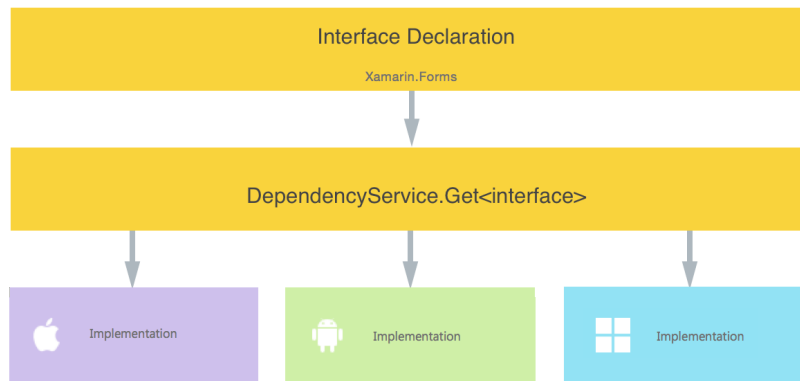 Interface Declaration
Xamarin.Forms
DependencyService.Get<interface>
Implementation
Implementation
Implementation